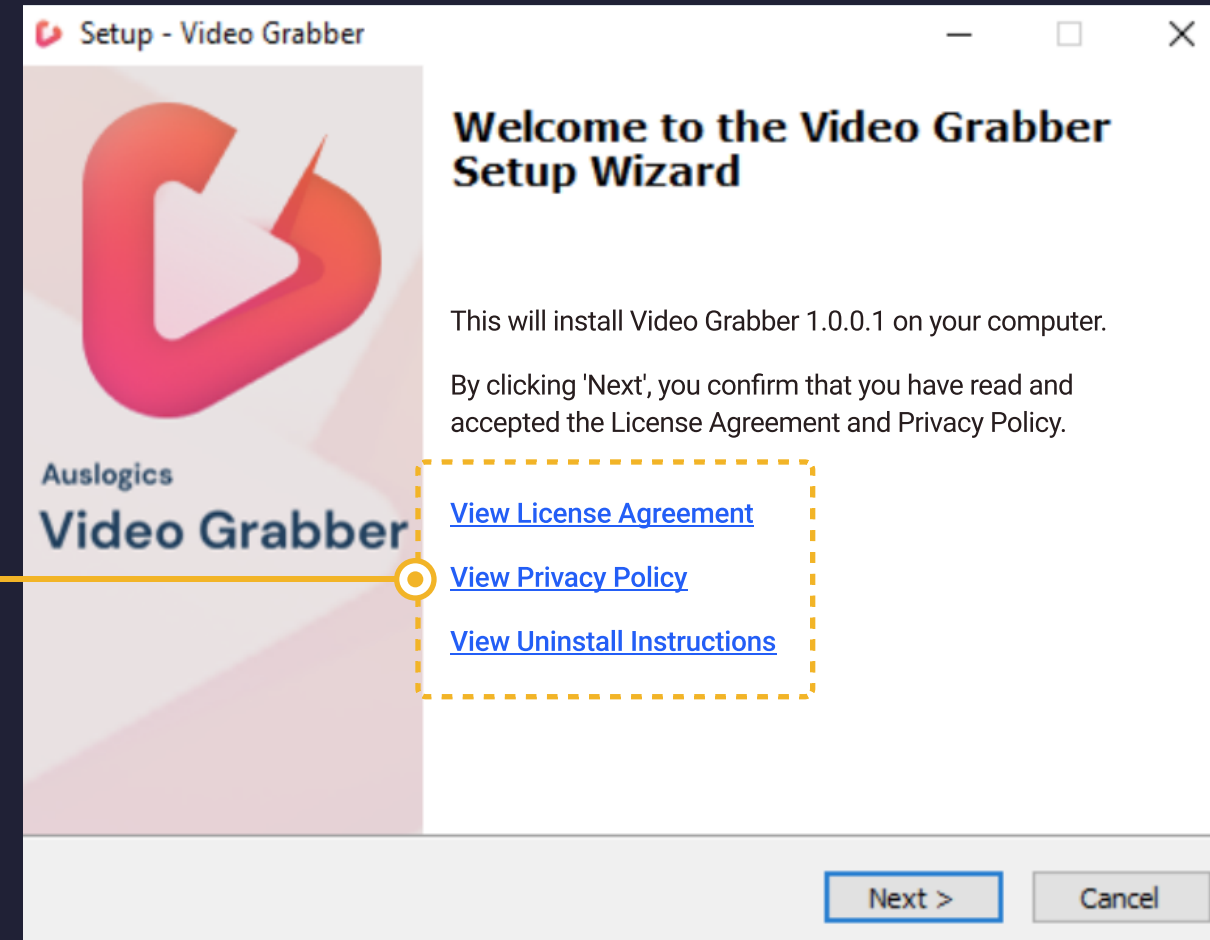 Setup - Video Grabber
Welcome to the Video Grabber
Setup Wizard
This will install Video Grabber 1.0.0.1 on your computer.
By clicking 'Next', you confirm that you have read and
accepted the License Agreement and Privacy Policy.
Auslogics
Video Grabber
View License Agreement
View Privacy Policy
View Uninstall Instructions
Next >
Cancel